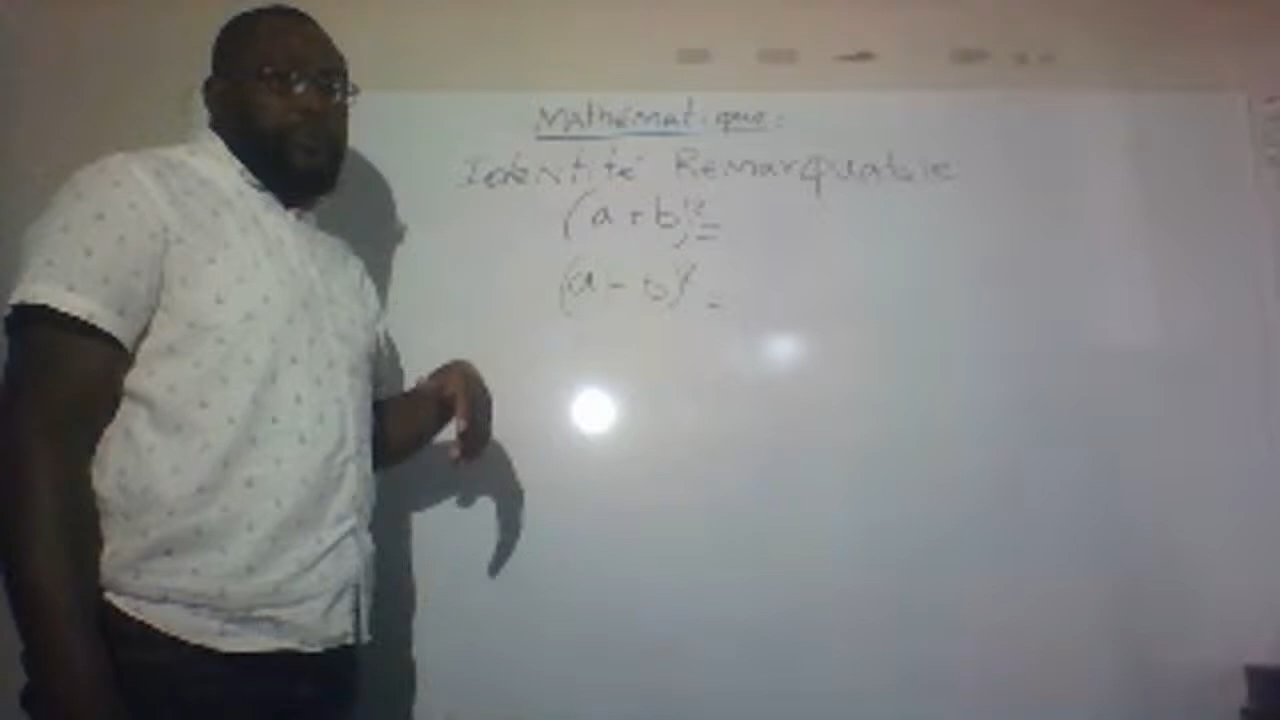 Mathématique:
Identité Remarquable
(a+b)²=
(a-b)²=